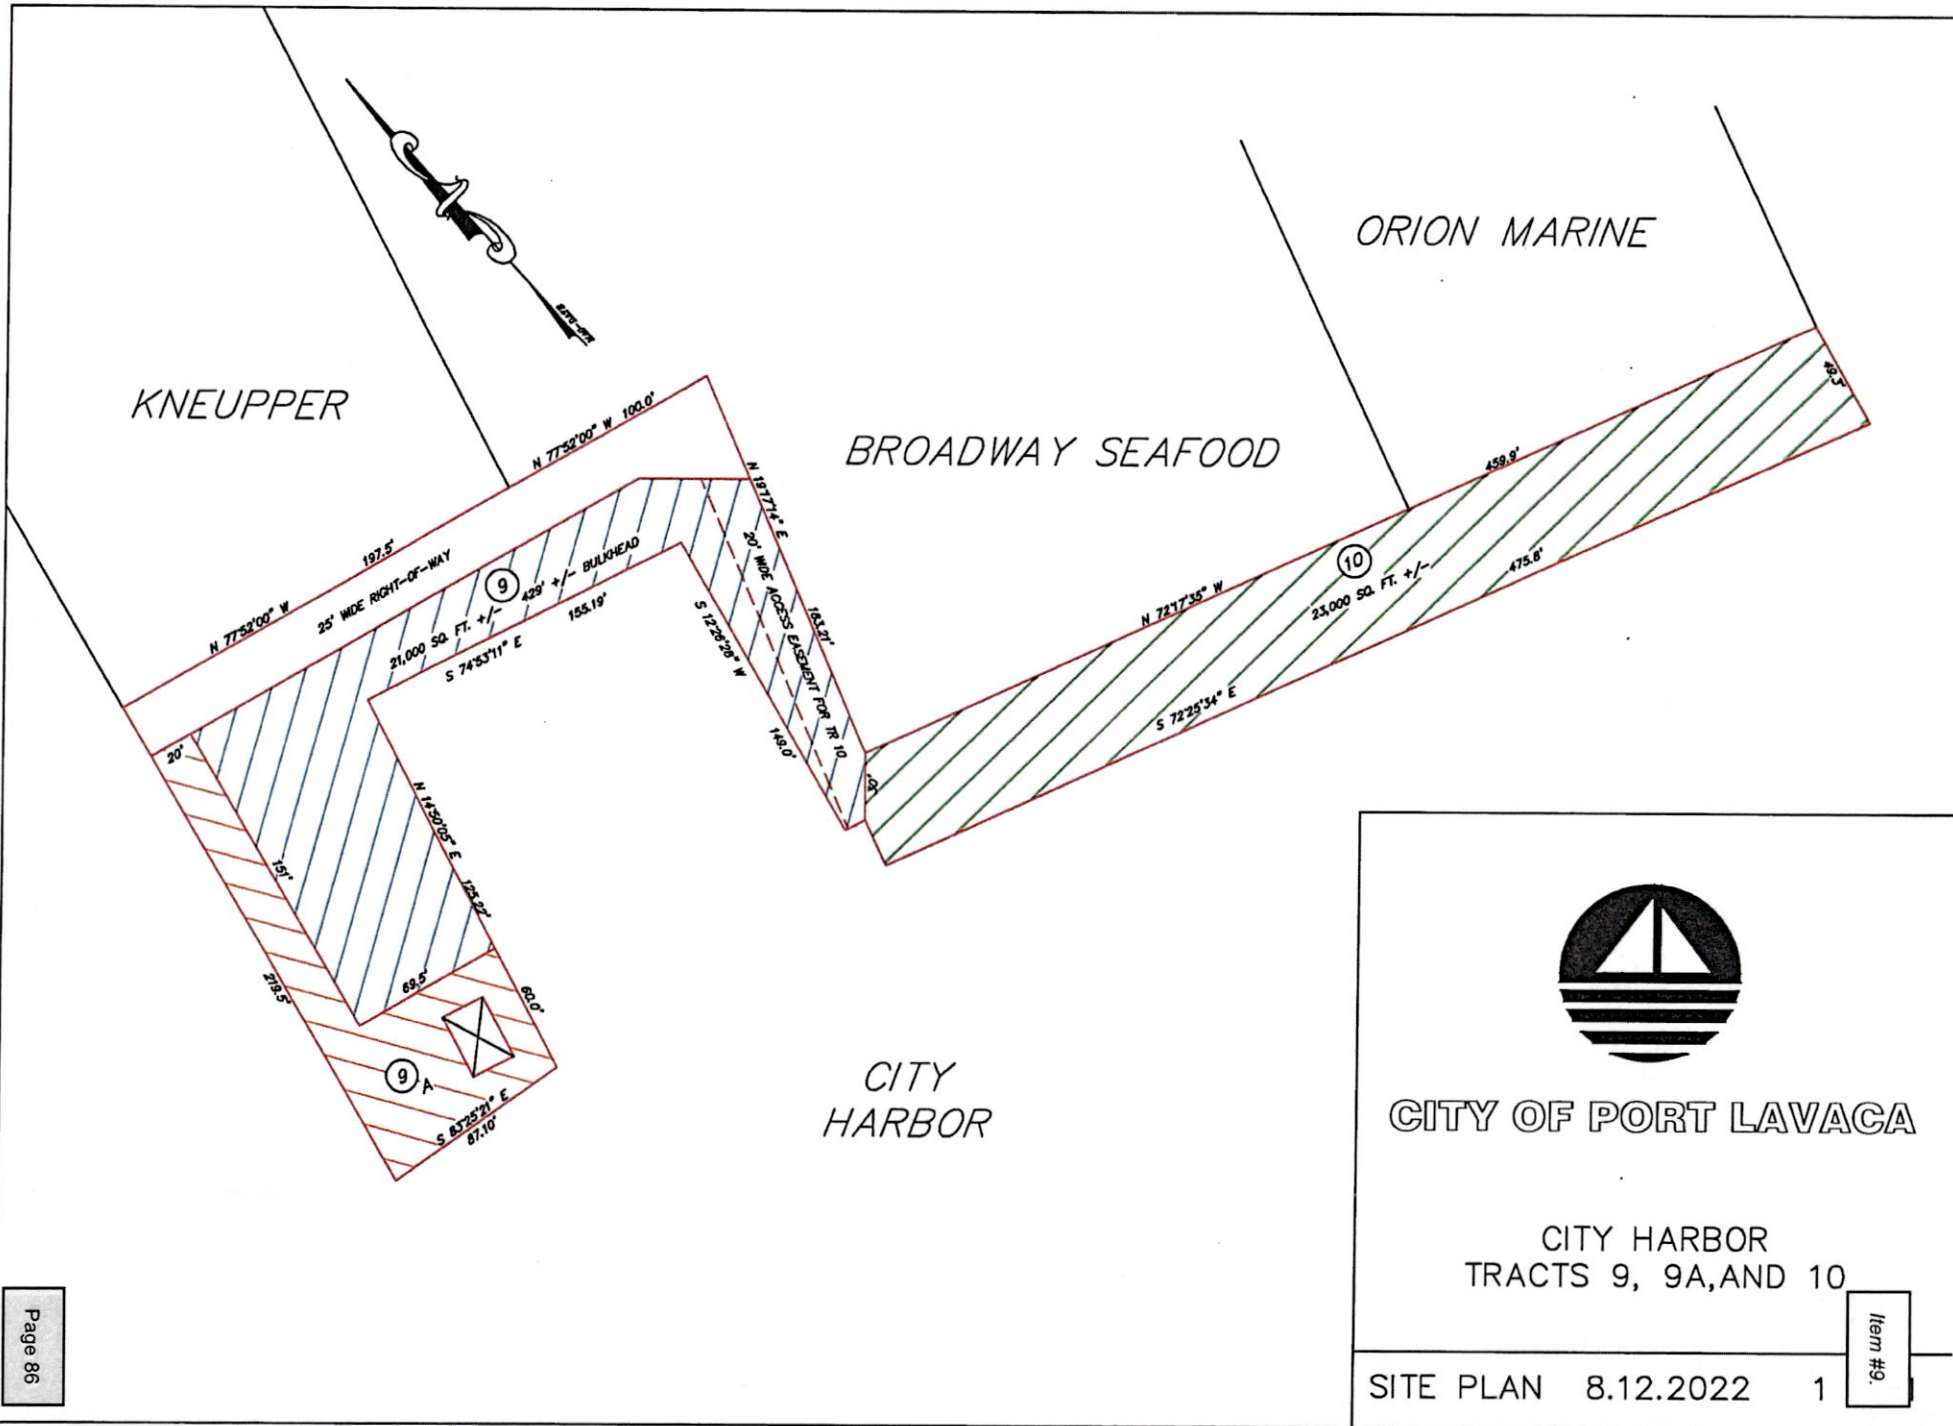 ORION MARINE
KNEUPPER
BROADWAY SEAFOOD
N 77°52'00" W 100.0'
197.5'
N 77°52'00" W
25' WIDE RIGHT-OF-WAY
9
21,000 SQ. FT. +/- 429' +/- BULKHEAD
155.19'
S 74°53'11" E
N 19°17'14" E
183.21'
20' WIDE ACCESS EASEMENT FOR TR 10
S 12°26'28" W
149.0'
459.9'
49.3'
10
23,000 SQ. FT. +/-
475.8'
N 72°17'35" W
S 72°25'34" E
20'
151'
N 14°50'05" E
125.22'
69.5'
60.0'
219.5'
9 A
S 83°25'21" E
87.10'
CITY
HARBOR
CITY OF PORT LAVACA
CITY HARBOR
TRACTS 9, 9A,AND 10
SITE PLAN 8.12.2022 1
Item #9.
Page 86